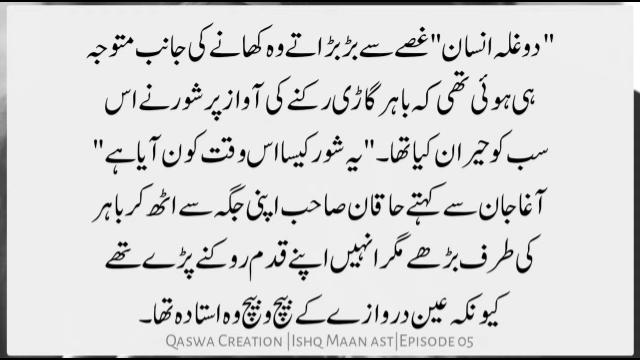 "دوغلہ انسان" غصے سے بڑبڑاتے وہ کھانے کی جانب متوجہ
ہی ہوئی تھی کہ باہر گاڑی رکنے کی آواز پر شور نے اس
سب کو حیران کیا تھا۔ "یہ شور کیسا اس وقت کون آیا ہے"
آغا جان سے کہتے حاقان صاحب اپنی جگہ سے اٹھ کر باہر
کی طرف بڑھے مگر انہیں اپنے قدم روکنے پڑے تھے
کیونکہ عین دروازے کے بیچ و بیچ وہ استادہ تھا۔
Qaswa Creation |Ishq Maan ast|Episode 05